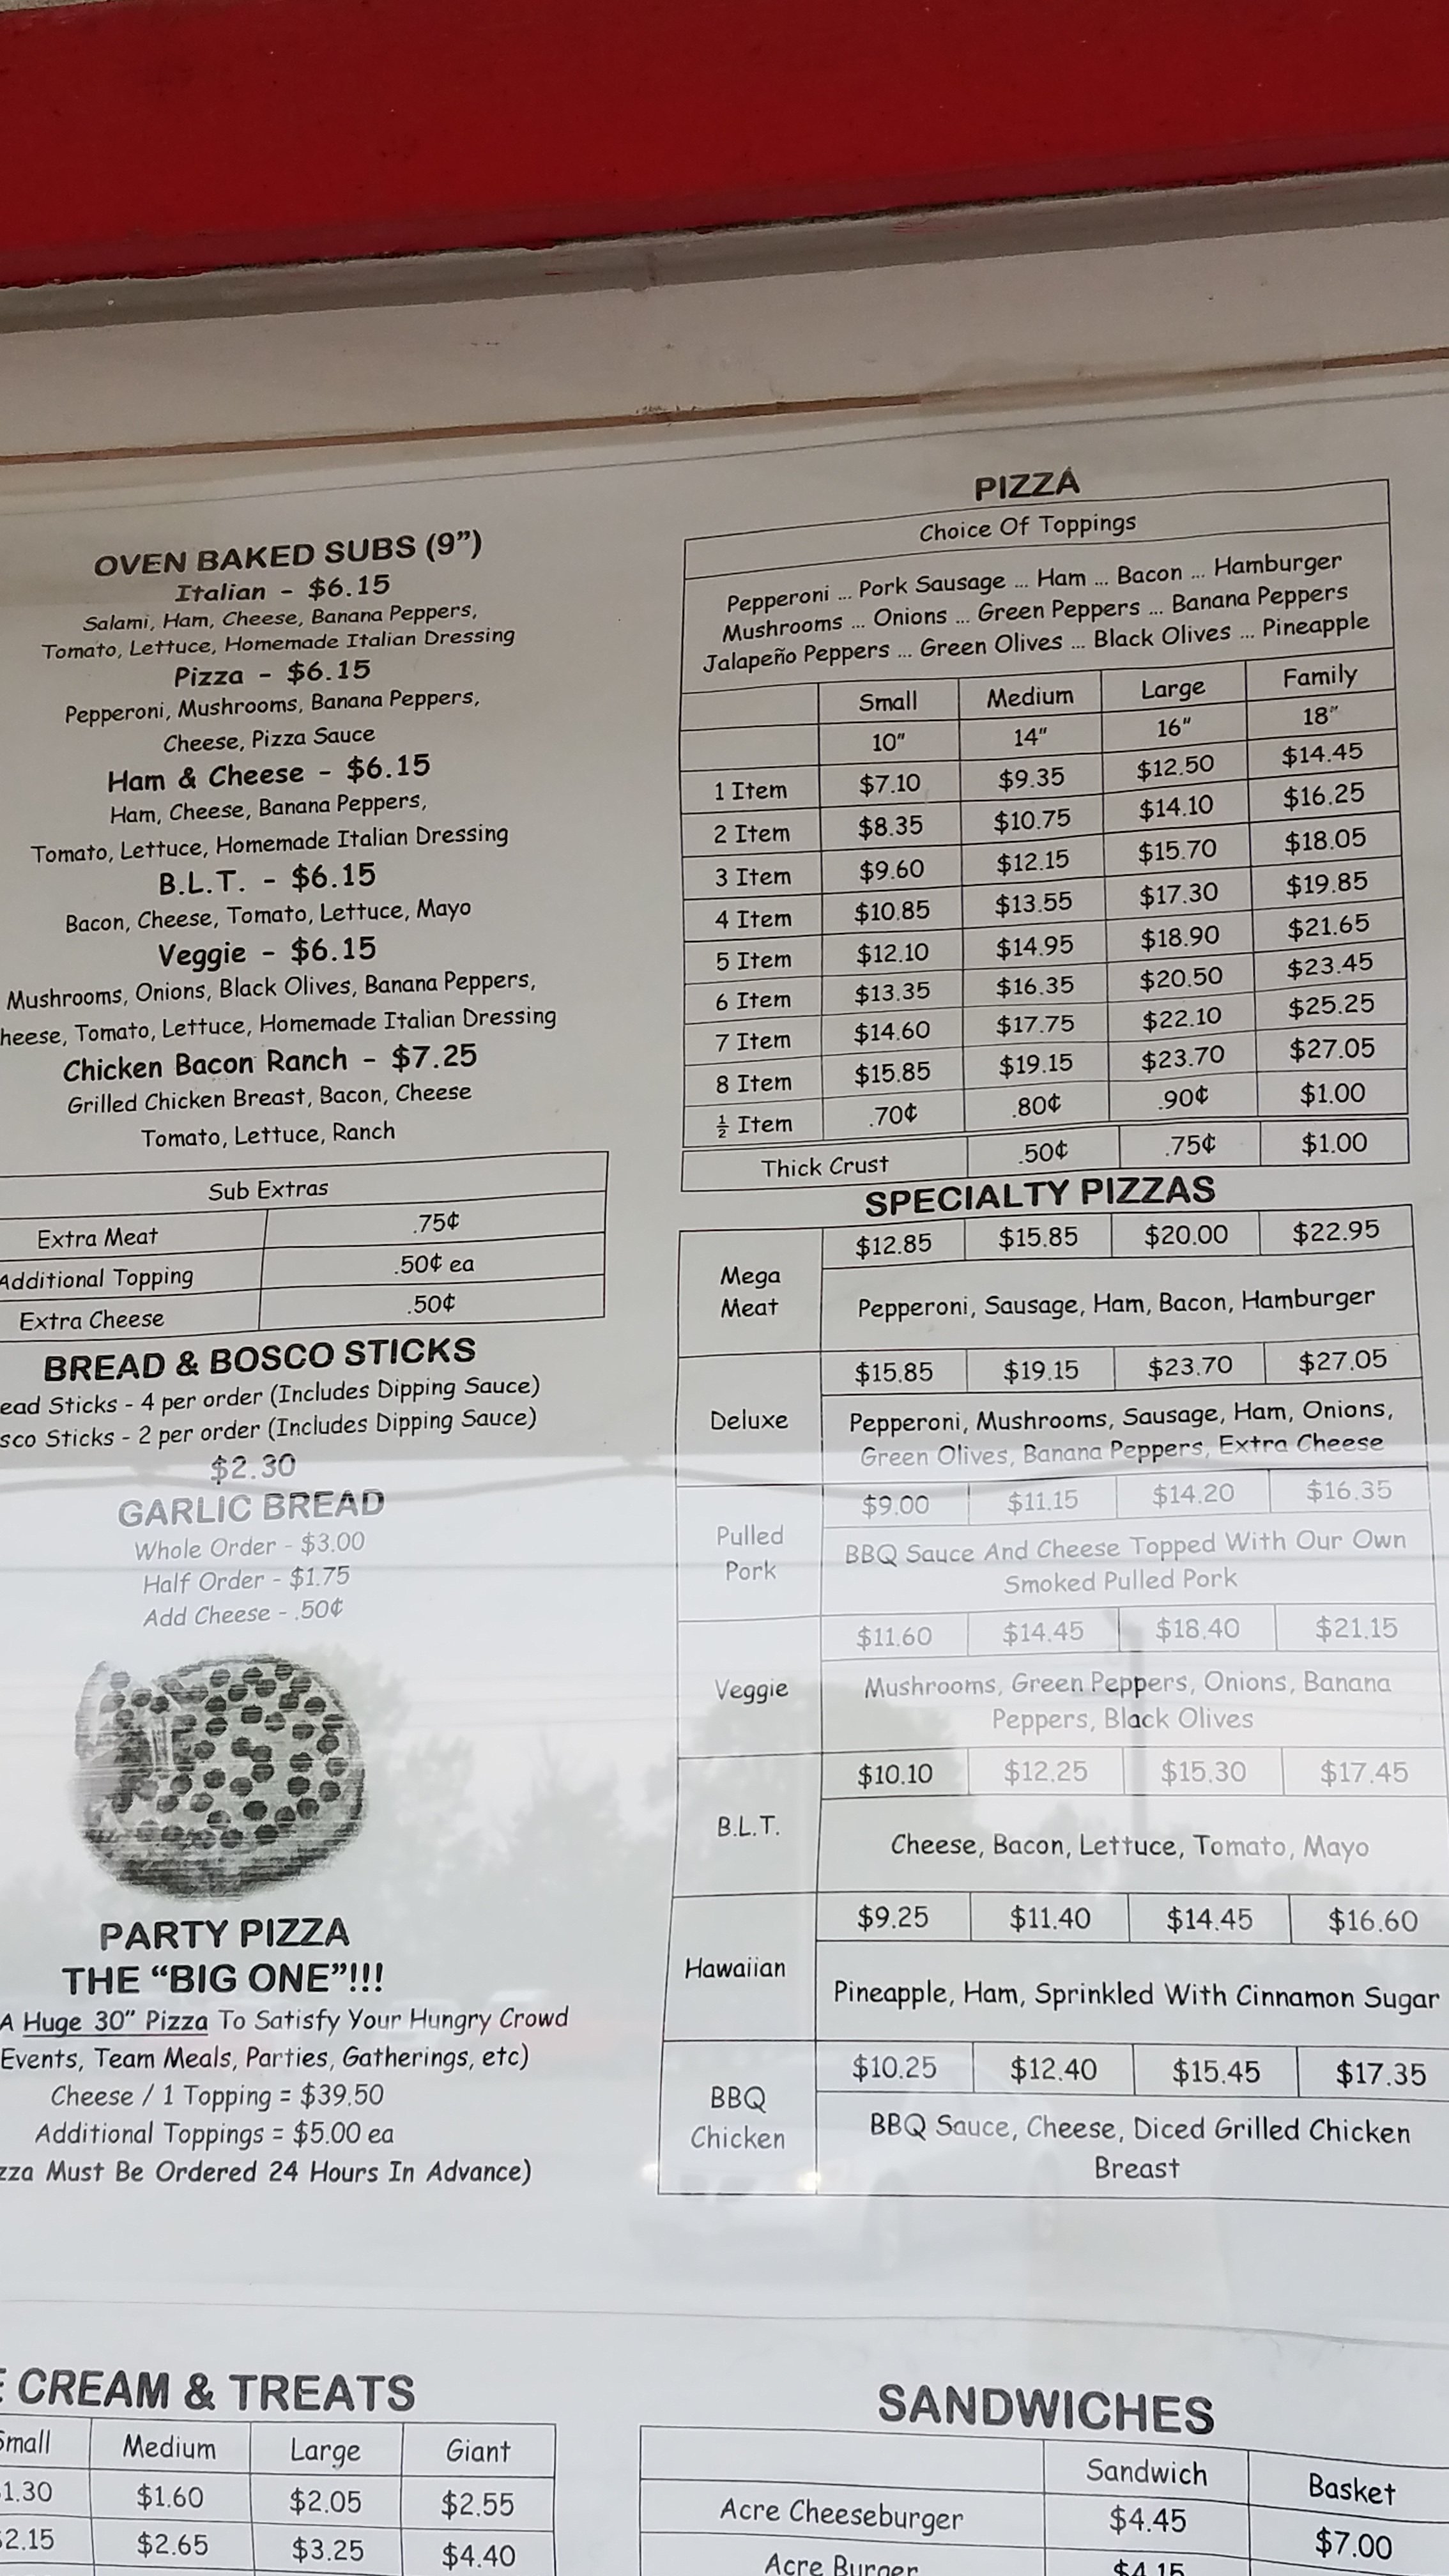 OVEN BAKED SUBS (9")
Italian - $6.15
Salami, Ham, Cheese, Banana Peppers,
Tomato, Lettuce, Homemade Italian Dressing
Pizza - $6.15
Pepperoni, Mushrooms, Banana Peppers,
Cheese, Pizza Sauce
Ham & Cheese - $6.15
Ham, Cheese, Banana Peppers,
Tomato, Lettuce, Homemade Italian Dressing
B.L.T. - $6.15
Bacon, Cheese, Tomato, Lettuce, Mayo
Veggie - $6.15
Mushrooms, Onions, Black Olives, Banana Peppers,
heese, Tomato, Lettuce, Homemade Italian Dressing
Chicken Bacon Ranch - $7.25
Grilled Chicken Breast, Bacon, Cheese
Tomato, Lettuce, Ranch
Sub Extras
Extra Meat .75¢
Additional Topping .50¢ ea
Extra Cheese .50¢
BREAD & BOSCO STICKS
ead Sticks - 4 per order (Includes Dipping Sauce)
sco Sticks - 2 per order (Includes Dipping Sauce)
$2.30
GARLIC BREAD
Whole Order - $3.00
Half Order - $1.75
Add Cheese - .50¢
PARTY PIZZA
THE “BIG ONE”!!!
A Huge 30" Pizza To Satisfy Your Hungry Crowd
Events, Team Meals, Parties, Gatherings, etc)
Cheese / 1 Topping = $39.50
Additional Toppings = $5.00 ea
zza Must Be Ordered 24 Hours In Advance)
PIZZA
Choice Of Toppings
Pepperoni ... Pork Sausage ... Ham ... Bacon ... Hamburger
Mushrooms ... Onions ... Green Peppers ... Banana Peppers
Jalapeño Peppers ... Green Olives ... Black Olives ... Pineapple
Small Medium Large Family
10" 14" 16" 18"
1 Item $7.10 $9.35 $12.50 $14.45
2 Item $8.35 $10.75 $14.10 $16.25
3 Item $9.60 $12.15 $15.70 $18.05
4 Item $10.85 $13.55 $17.30 $19.85
5 Item $12.10 $14.95 $18.90 $21.65
6 Item $13.35 $16.35 $20.50 $23.45
7 Item $14.60 $17.75 $22.10 $25.25
8 Item $15.85 $19.15 $23.70 $27.05
½ Item .70¢ .80¢ .90¢ $1.00
Thick Crust .50¢ .75¢ $1.00
SPECIALTY PIZZAS
Mega Meat $12.85 $15.85 $20.00 $22.95
Pepperoni, Sausage, Ham, Bacon, Hamburger
Deluxe $15.85 $19.15 $23.70 $27.05
Pepperoni, Mushrooms, Sausage, Ham, Onions,
Green Olives, Banana Peppers, Extra Cheese
Pulled Pork $9.00 $11.15 $14.20 $16.35
BBQ Sauce And Cheese Topped With Our Own
Smoked Pulled Pork
Veggie $11.60 $14.45 $18.40 $21.15
Mushrooms, Green Peppers, Onions, Banana
Peppers, Black Olives
B.L.T. $10.10 $12.25 $15.30 $17.45
Cheese, Bacon, Lettuce, Tomato, Mayo
Hawaiian $9.25 $11.40 $14.45 $16.60
Pineapple, Ham, Sprinkled With Cinnamon Sugar
BBQ Chicken $10.25 $12.40 $15.45 $17.35
BBQ Sauce, Cheese, Diced Grilled Chicken
Breast
E CREAM & TREATS
Small Medium Large Giant
1.30 $1.60 $2.05 $2.55
2.15 $2.65 $3.25 $4.40
SANDWICHES
Sandwich Basket
Acre Cheeseburger $4.45 $7.00
Acre Burger $4.15